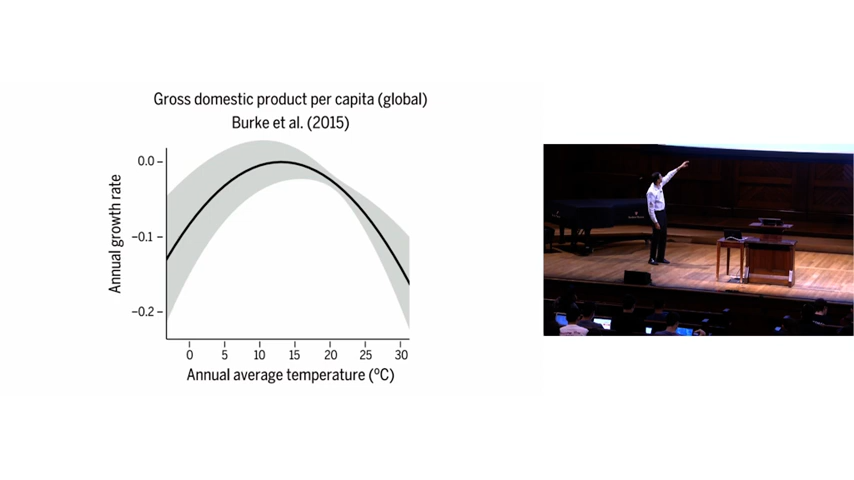 Gross domestic product per capita (global)
Burke et al. (2015)
Annual growth rate
0.0
−0.1
−0.2
0 5 10 15 20 25 30
Annual average temperature (ºC)